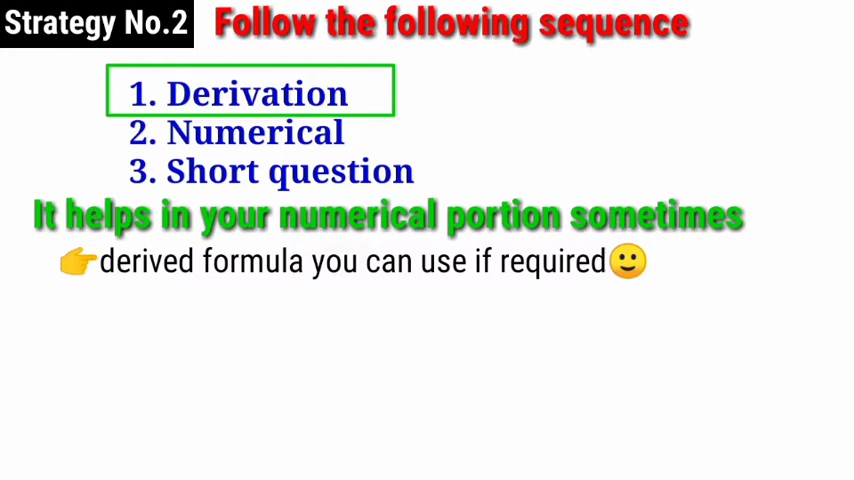 Strategy No.2 Follow the following sequence
1. Derivation
2. Numerical
3. Short question
It helps in your numerical portion sometimes
👉derived formula you can use if required🙂